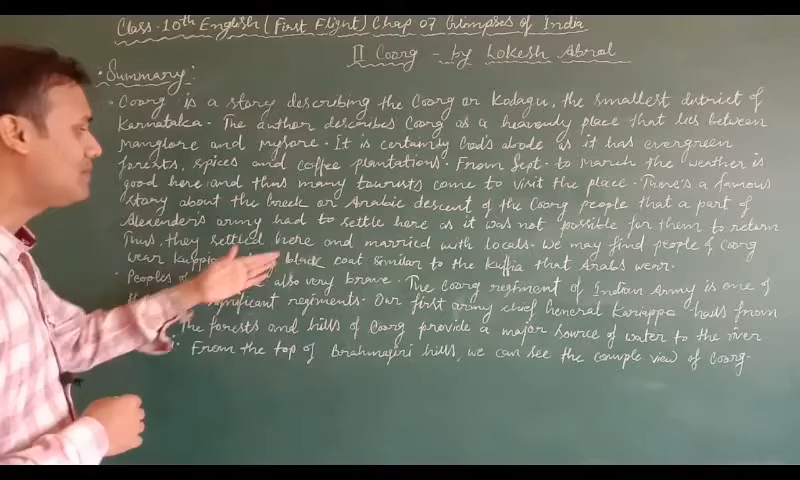 Class-10th English (First Flight) Chap 07 Glimpses of India
II Coorg - by Lokesh Abrol
• Summary:
• Coorg is a story describing the Coorg or Kodagu, the smallest district of
Karnataka. The author describes Coorg as a heavenly place that lies between
Manglore and Mysore. It is certainly God's abode as it has evergreen
forests, spices and coffee plantations. From Sept. to March the weather is
good here and thus many tourists come to visit the place. There's a famous
story about the Greek or Arabic descent of the Coorg people that a part of
Alexander's army had to settle here as it was not possible for them to return
Thus, they settled here and married with locals. We may find people of Coorg
wear black coat similar to the Kuffia that Arabs wear.
• Peoples also very brave. The Coorg regiment of Indian Army is one of
significant regiments. Our first army chief General Kariappa hails from
The forests and hills of Coorg provide a major source of water to the river
From the top of Brahmagiri hills, we can see the comple view of Coorg.